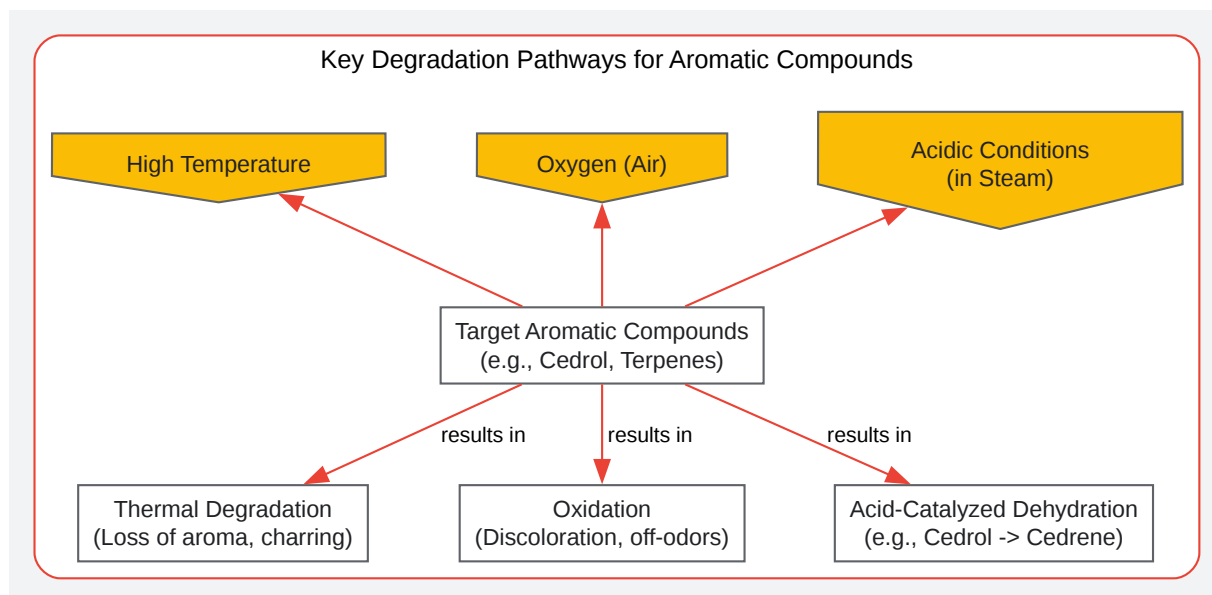 Key Degradation Pathways for Aromatic Compounds
High Temperature
Oxygen (Air)
Acidic Conditions
(in Steam)
Target Aromatic Compounds
(e.g., Cedrol, Terpenes)
results in
results in
results in
Thermal Degradation
(Loss of aroma, charring)
Oxidation
(Discoloration, off-odors)
Acid-Catalyzed Dehydration
(e.g., Cedrol -> Cedrene)